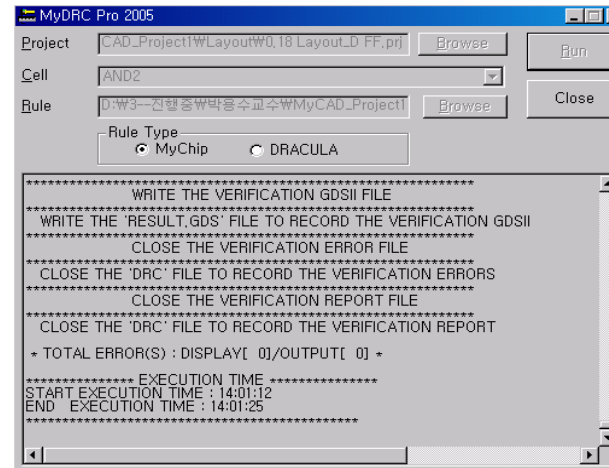 MyDRC Pro 2005
Project CAD_Project1₩Layout₩0,18 Layout_D FF,prj Browse Run
Cell AND2
Rule D:₩3--진행중₩박용수교수₩MyCAD_Project1 Browse Close
Rule Type
MyChip DRACULA
********************************************************************
WRITE THE VERIFICATION GDSII FILE
********************************************************************
WRITE THE 'RESULT,GDS' FILE TO RECORD THE VERIFICATION GDSII
********************************************************************
CLOSE THE VERIFICATION ERROR FILE
********************************************************************
CLOSE THE 'DRC' FILE TO RECORD THE VERIFICATION ERRORS
********************************************************************
CLOSE THE VERIFICATION REPORT FILE
********************************************************************
CLOSE THE 'DRC' FILE TO RECORD THE VERIFICATION REPORT
* TOTAL ERROR(S) : DISPLAY[ 0]/OUTPUT[ 0] *
**************** EXECUTION TIME ****************
START EXECUTION TIME : 14:01:12
END EXECUTION TIME : 14:01:25
**************************************************